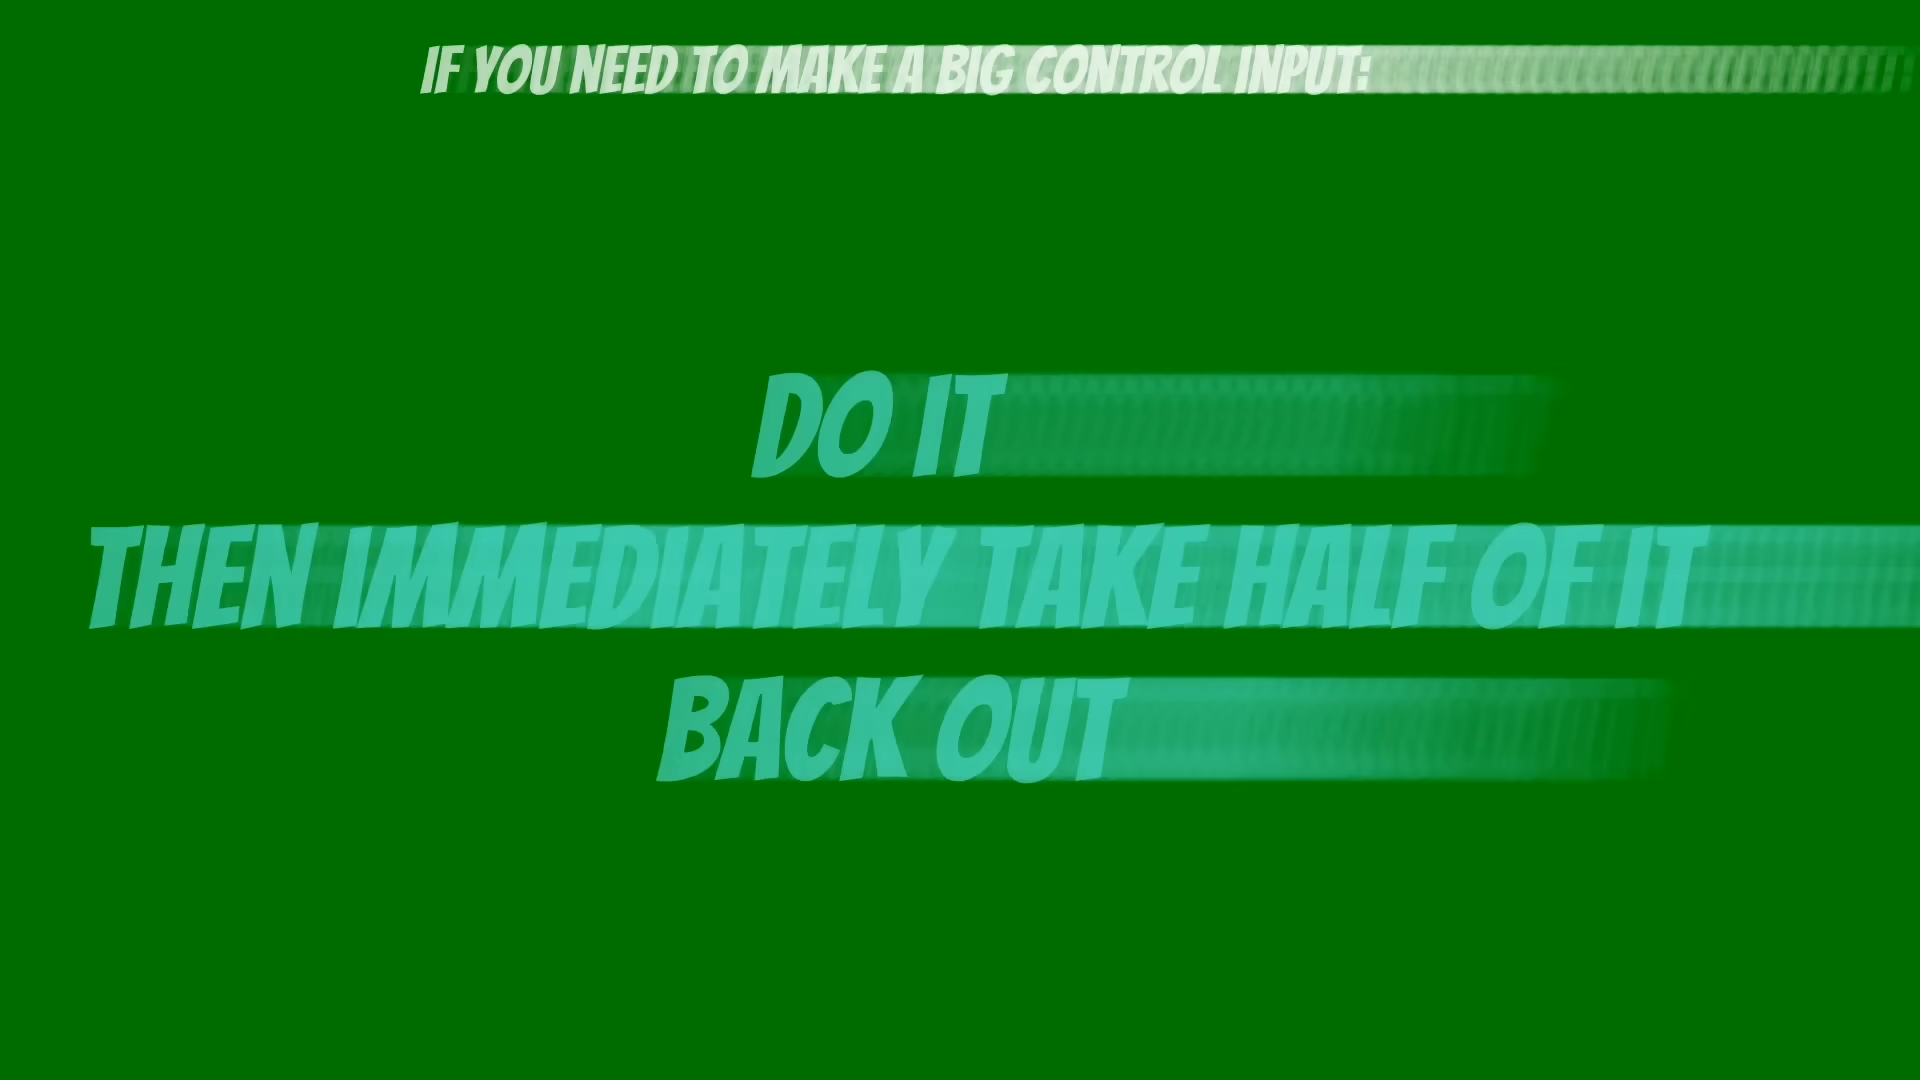 IF YOU NEED TO MAKE A BIG CONTROL INPUT:
DO IT
THEN IMMEDIATELY TAKE HALF OF IT
BACK OUT